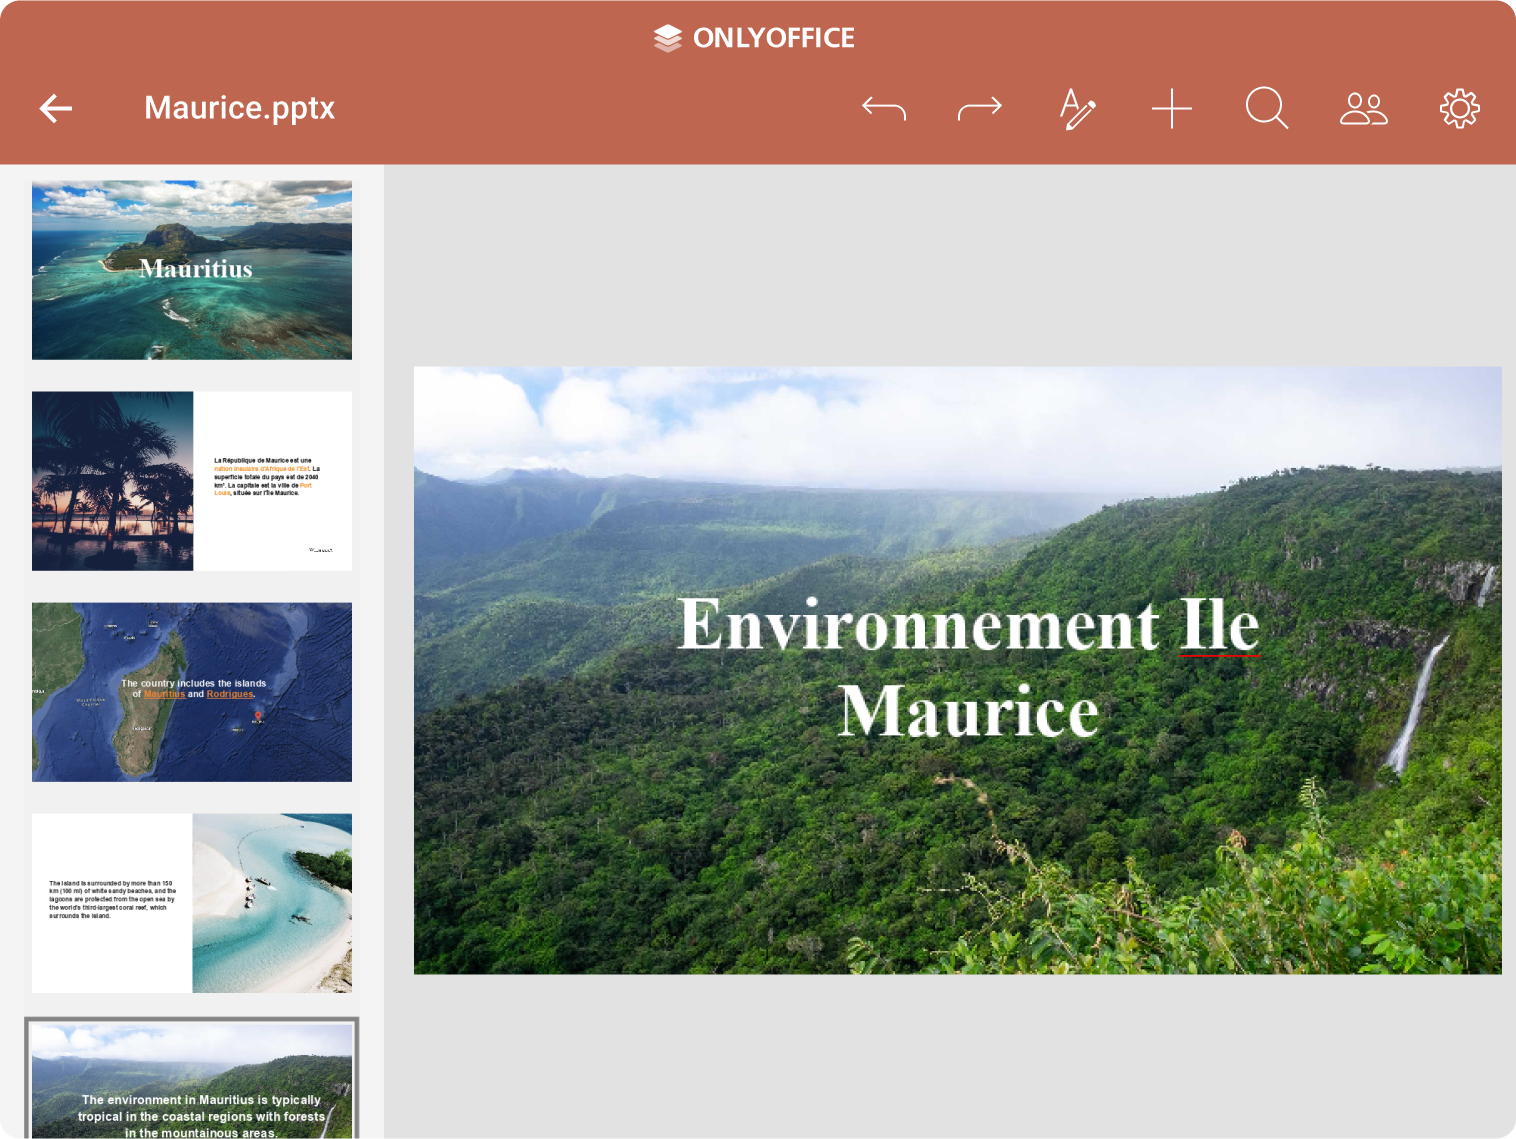 ONLYOFFICE
Maurice.pptx
Mauritius
La République de Maurice est une
nation insulaire d'Afrique de l'Est. La
superficie totale du pays est de 2040
km². La capitale est la ville de Port
Louis, située sur l'île Maurice.
The country includes the islands
of Mauritius and Rodrigues.
The island is surrounded by more than 150
km (100 mi) of white sandy beaches, and the
lagoons are protected from the open sea by
the world's third-largest coral reef, which
surrounds the island.
The environment in Mauritius is typically
tropical in the coastal regions with forests
in the mountainous areas.
Environnement Ile
Maurice